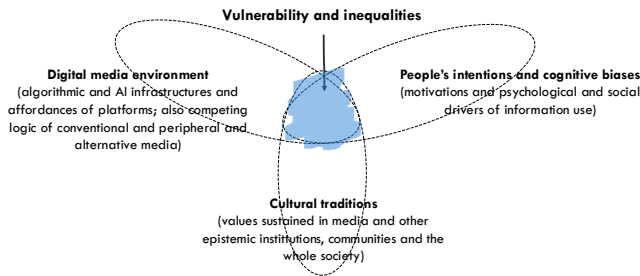 Vulnerability and inequalities
Digital media environment
(algorithmic and AI infrastructures and
affordances of platforms; also competing
logic of conventional and peripheral and
alternative media)
People's intentions and cognitive biases
(motivations and psychological and social
drivers of information use)
Cultural traditions
(values sustained in media and other
epistemic institutions, communities and the
whole society)